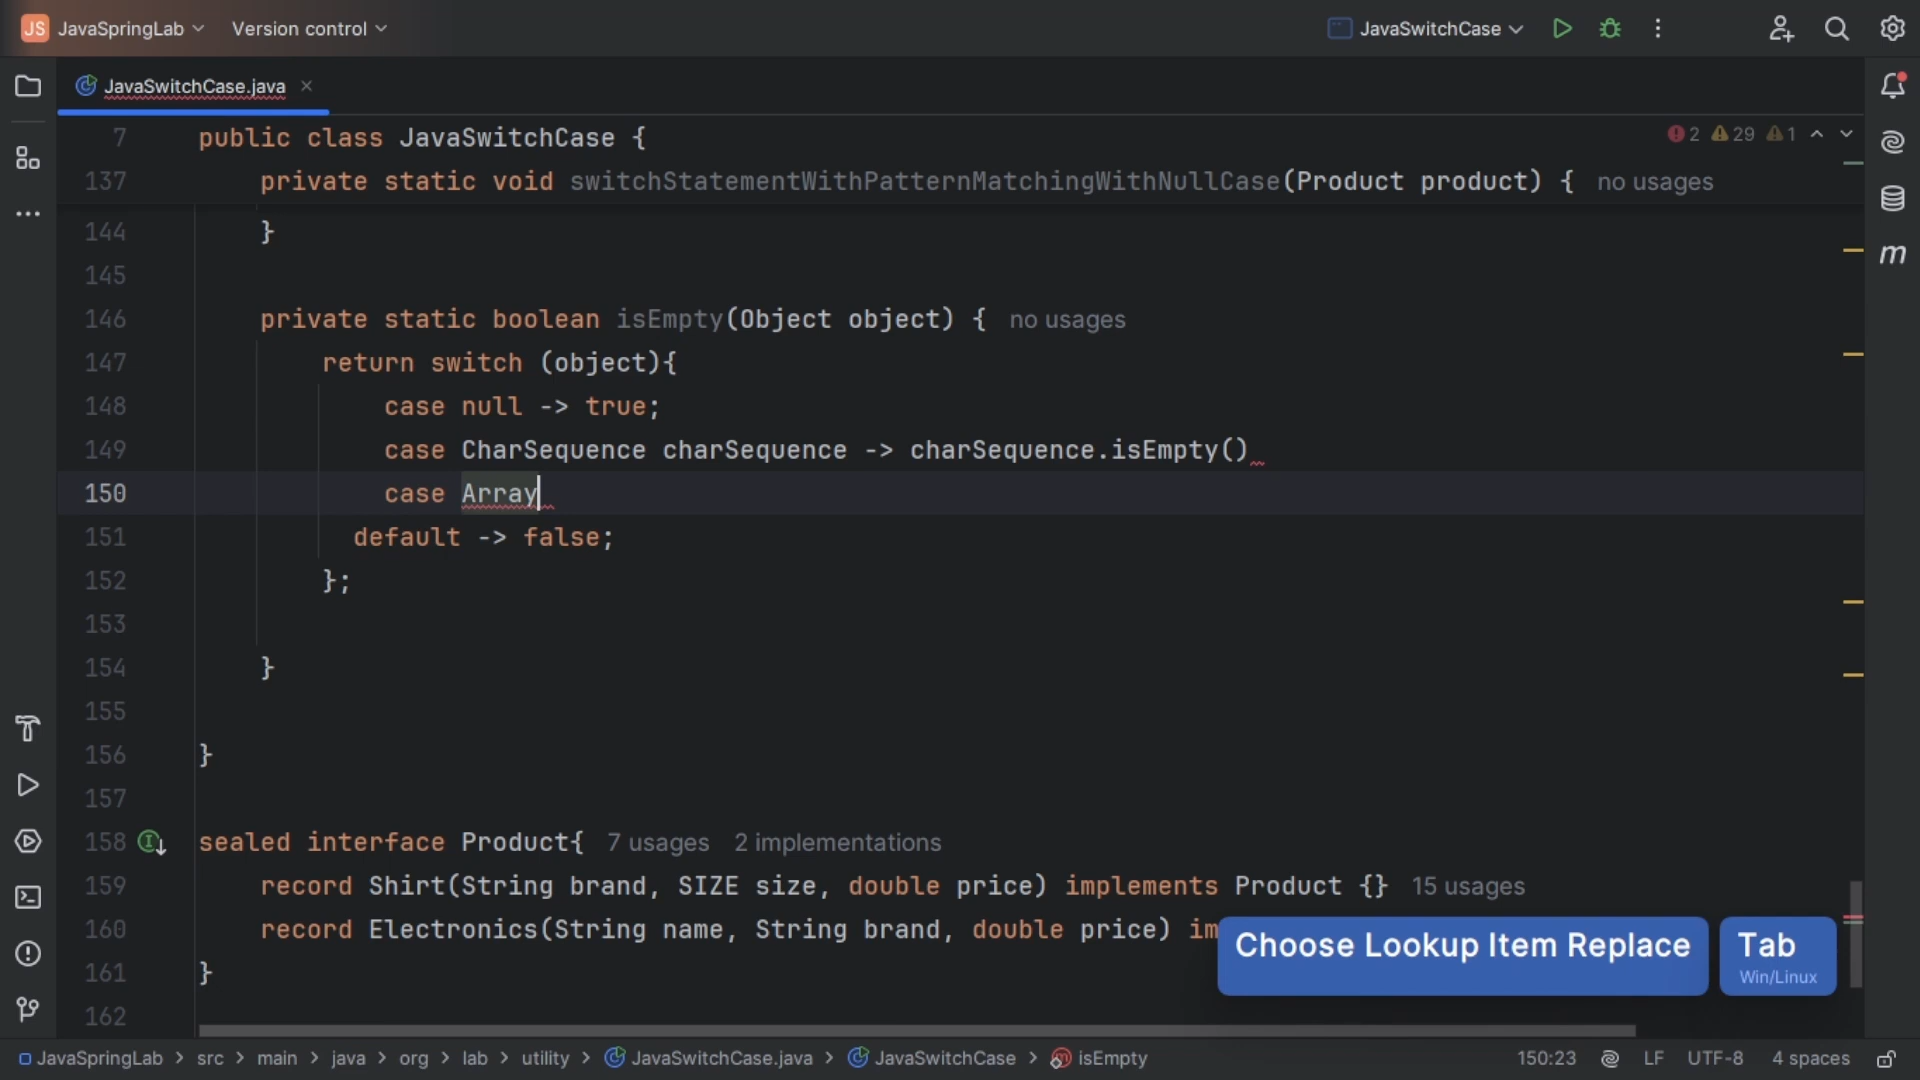 JS JavaSpringLab Version control JavaSwitchCase
JavaSwitchCase.java
7 public class JavaSwitchCase { 2 29 1
137 private static void switchStatementWithPatternMatchingWithNullCase(Product product) { no usages
144 }
145
146 private static boolean isEmpty(Object object) { no usages
147 return switch (object){
148 case null -> true;
149 case CharSequence charSequence -> charSequence.isEmpty()
150 case Array
151 default -> false;
152 };
153
154 }
155
156 }
157
158 sealed interface Product{ 7 usages 2 implementations
159 record Shirt(String brand, SIZE size, double price) implements Product {} 15 usages
160 record Electronics(String name, String brand, double price) im
161 }
162
Choose Lookup Item Replace Tab
Win/Linux
JavaSpringLab > src > main > java > org > lab > utility > JavaSwitchCase.java > JavaSwitchCase > isEmpty 150:23 LF UTF-8 4 spaces